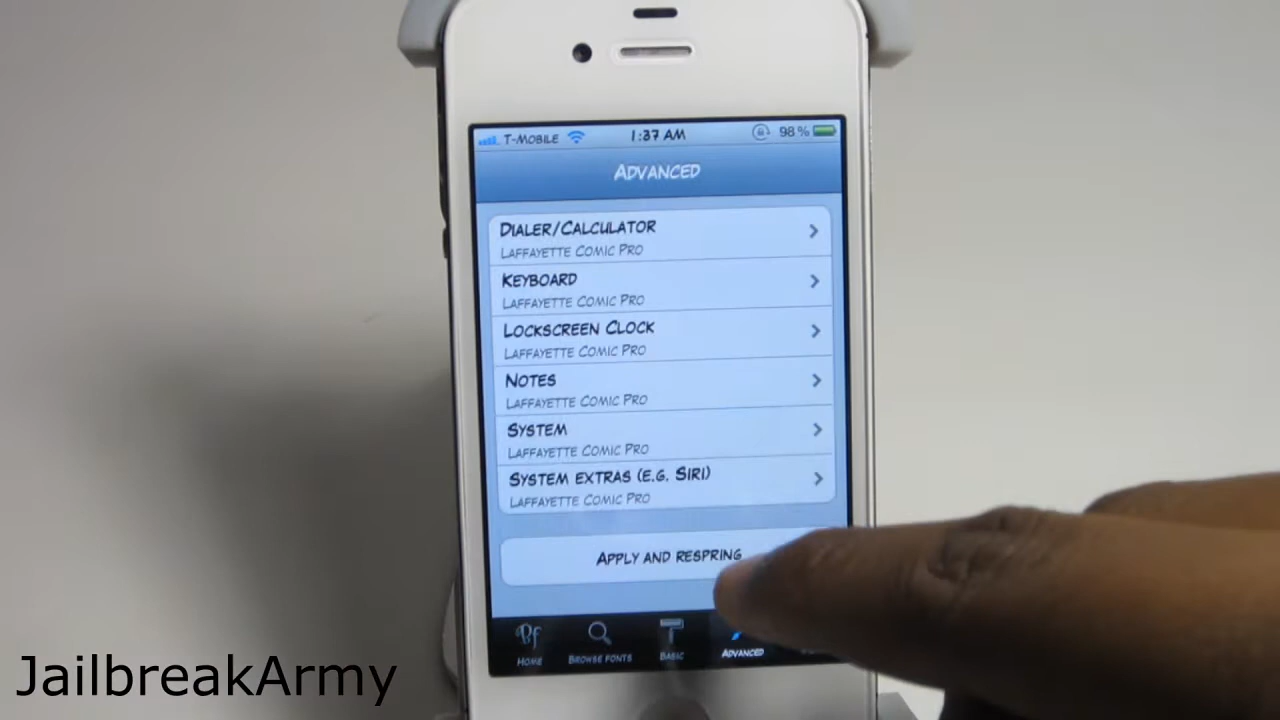 T-Mobile 1:37 AM 98%
Advanced
Dialer/Calculator
Laffayette Comic Pro
Keyboard
Laffayette Comic Pro
Lockscreen Clock
Laffayette Comic Pro
Notes
Laffayette Comic Pro
System
Laffayette Comic Pro
System extras (e.g. Siri)
Laffayette Comic Pro
Apply and respring
Bf
Home Browse fonts Basic Advanced
JailbreakArmy